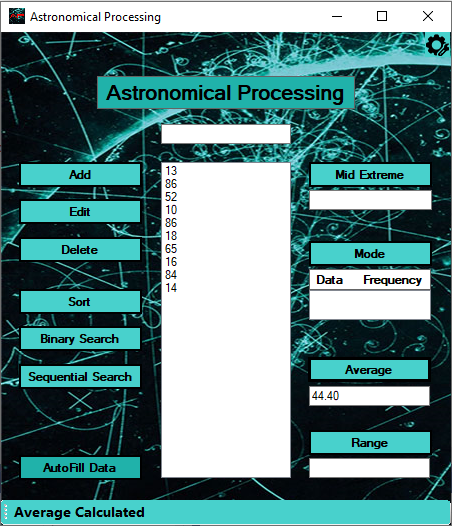 Astronomical Processing
Astronomical Processing
Add
Edit
Delete
Sort
Binary Search
Sequential Search
AutoFill Data
13
86
52
10
86
18
65
16
84
14
Mid Extreme
Mode
Data Frequency
Average
44.40
Range
Average Calculated